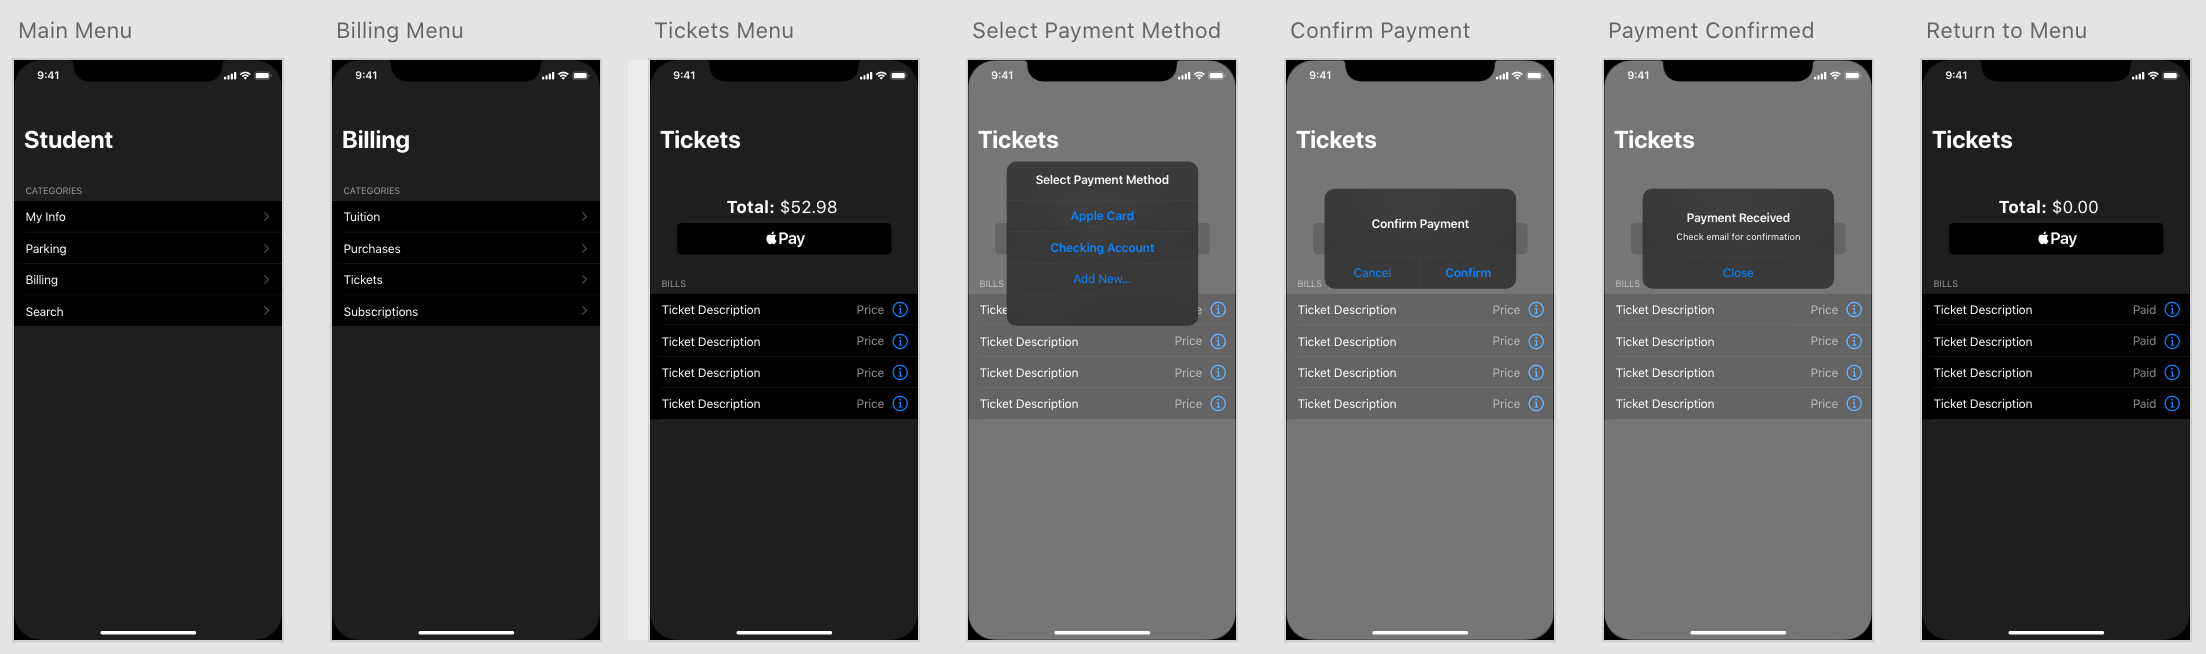 Main Menu
9:41
Student
CATEGORIES
My Info
Parking
Billing
Search
Billing Menu
9:41
Billing
CATEGORIES
Tuition
Purchases
Tickets
Subscriptions
Tickets Menu
9:41
Tickets
Total: $52.98
Pay
BILLS
Ticket Description Price
Ticket Description Price
Ticket Description Price
Ticket Description Price
Select Payment Method
9:41
Tickets
Select Payment Method
Apple Card
Checking Account
Add New...
BILLS
Ticket Description Price
Ticket Description Price
Ticket Description Price
Confirm Payment
9:41
Tickets
Confirm Payment
Cancel Confirm
BILLS
Ticket Description Price
Ticket Description Price
Ticket Description Price
Ticket Description Price
Payment Confirmed
9:41
Tickets
Payment Received
Check email for confirmation
Close
BILLS
Ticket Description Price
Ticket Description Price
Ticket Description Price
Ticket Description Price
Return to Menu
9:41
Tickets
Total: $0.00
Pay
BILLS
Ticket Description Paid
Ticket Description Paid
Ticket Description Paid
Ticket Description Paid